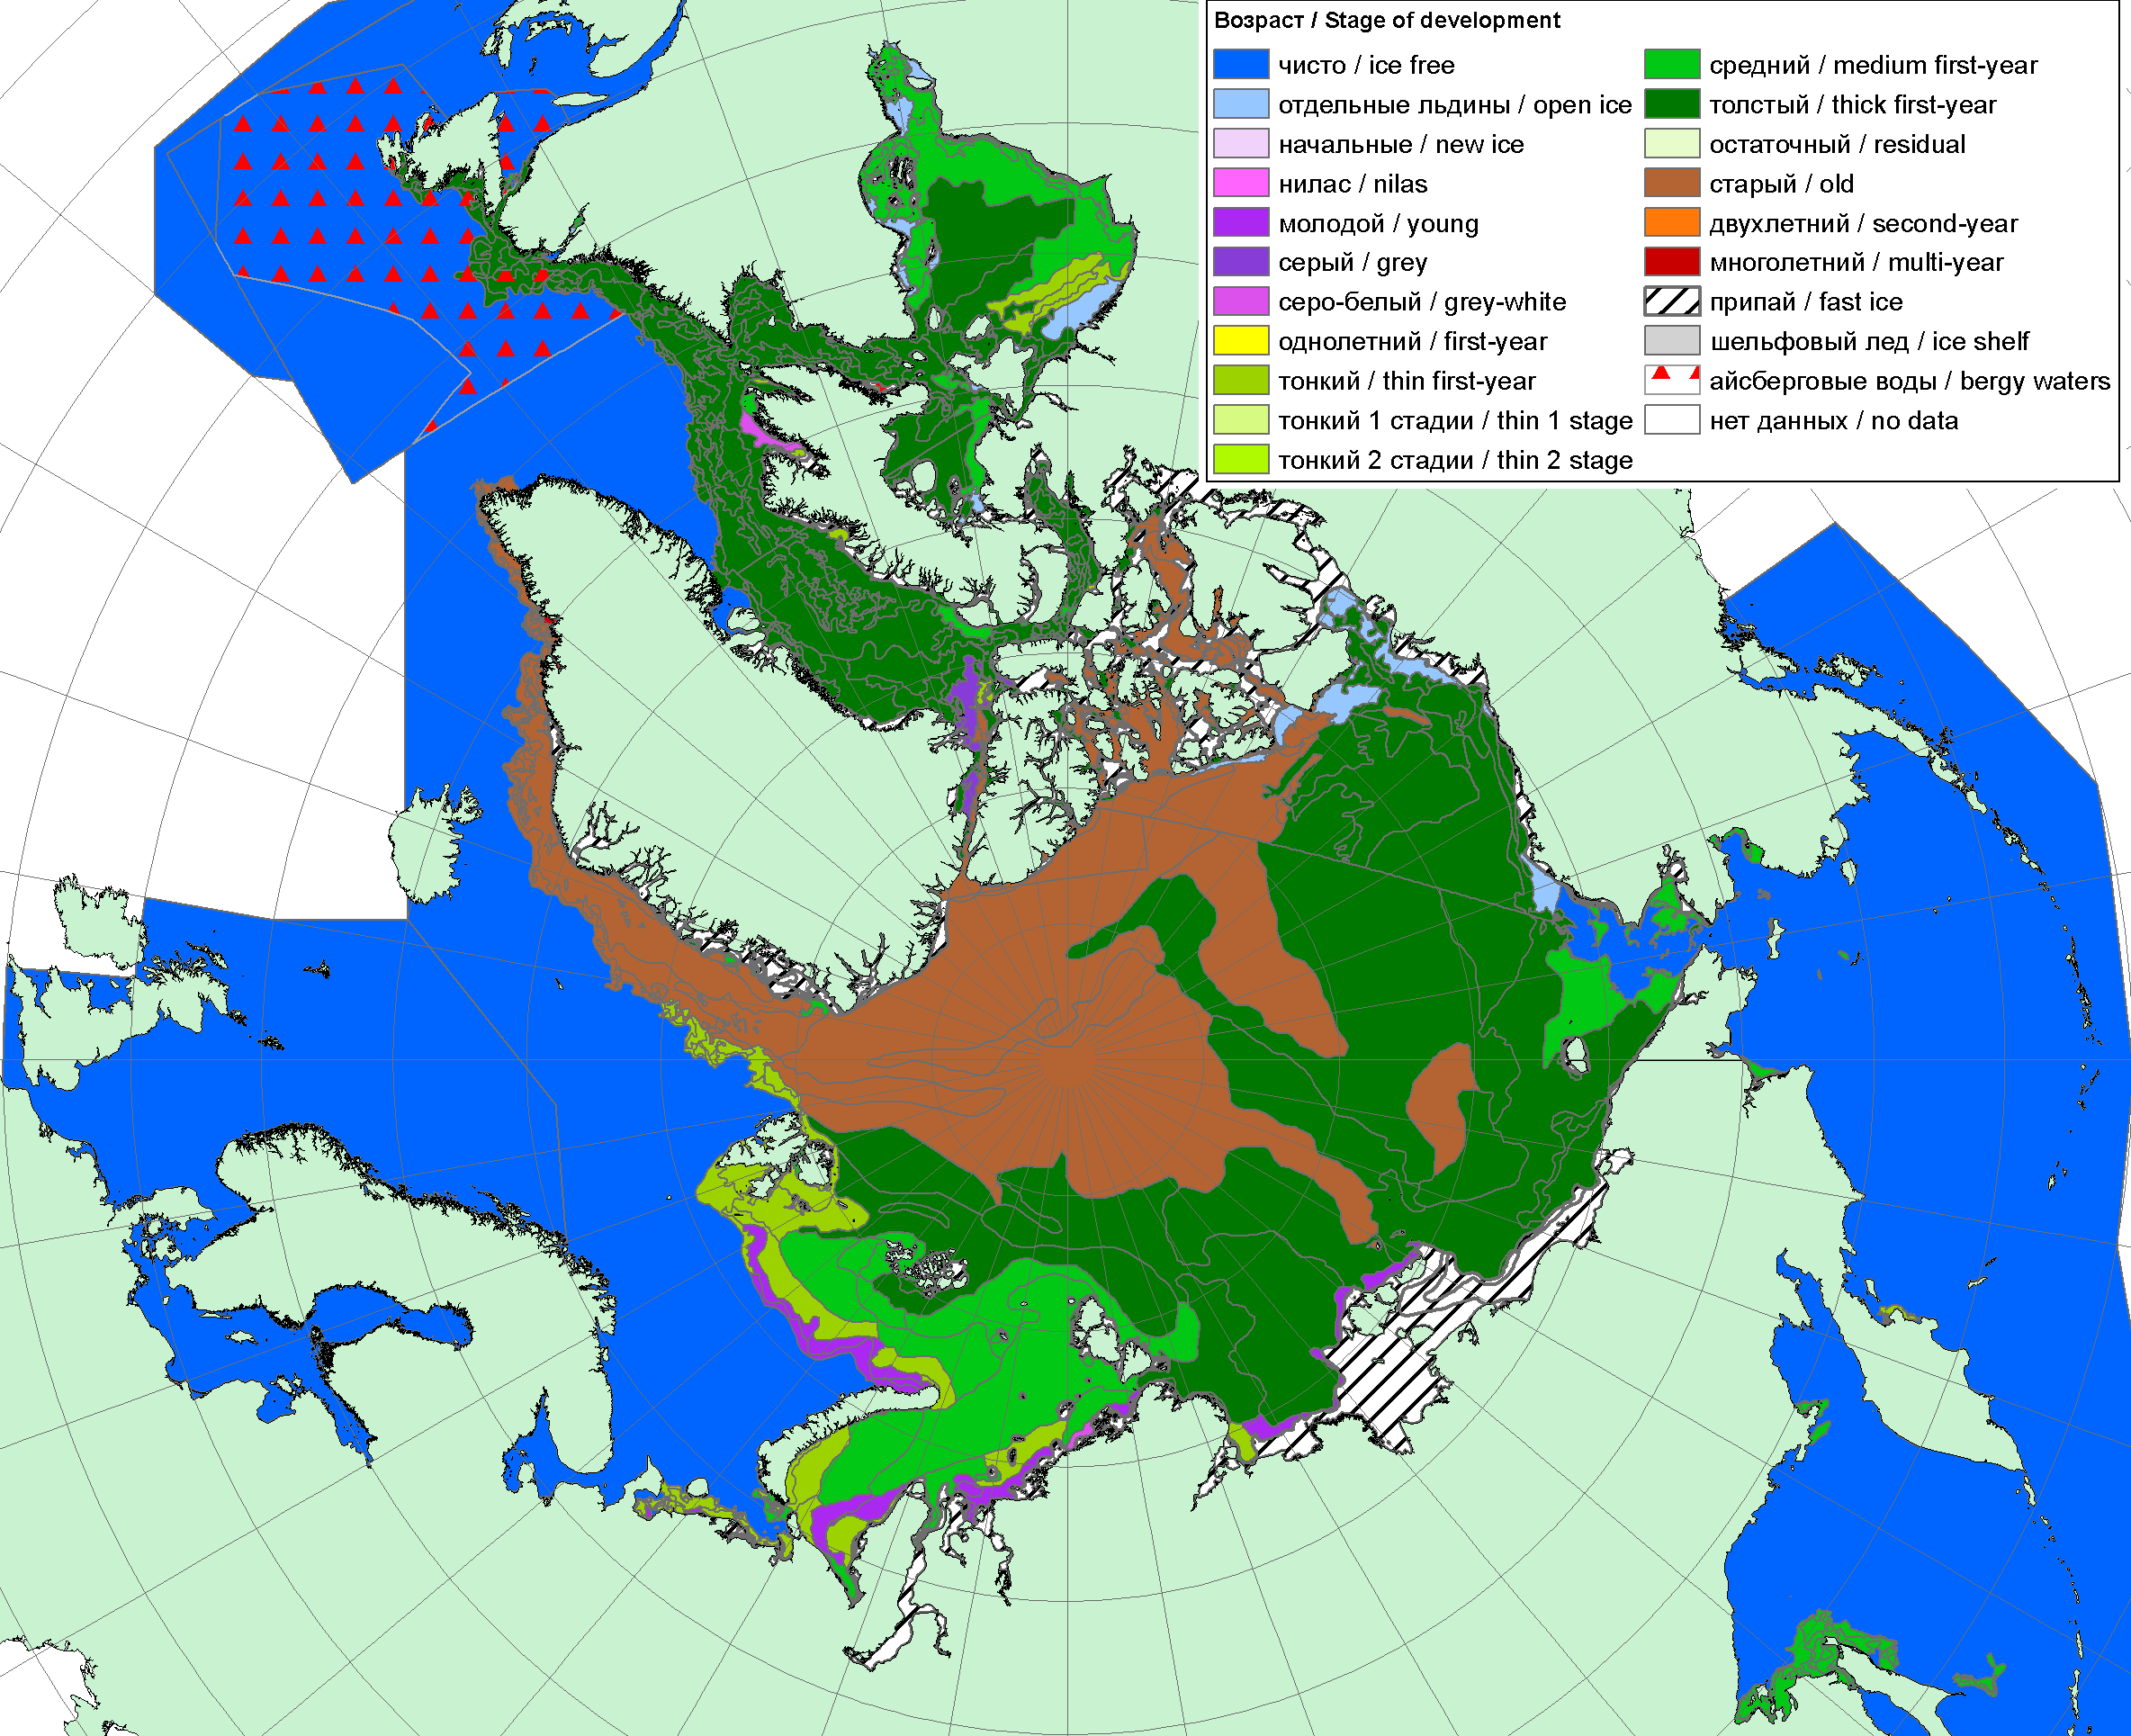 Возраст / Stage of development
чисто / ice free
отдельные льдины / open ice
начальные / new ice
нилас / nilas
молодой / young
серый / grey
серо-белый / grey-white
однолетний / first-year
тонкий / thin first-year
тонкий 1 стадии / thin 1 stage
тонкий 2 стадии / thin 2 stage
средний / medium first-year
толстый / thick first-year
остаточный / residual
старый / old
двухлетний / second-year
многолетний / multi-year
припай / fast ice
шельфовый лед / ice shelf
айсберговые воды / bergy waters
нет данных / no data